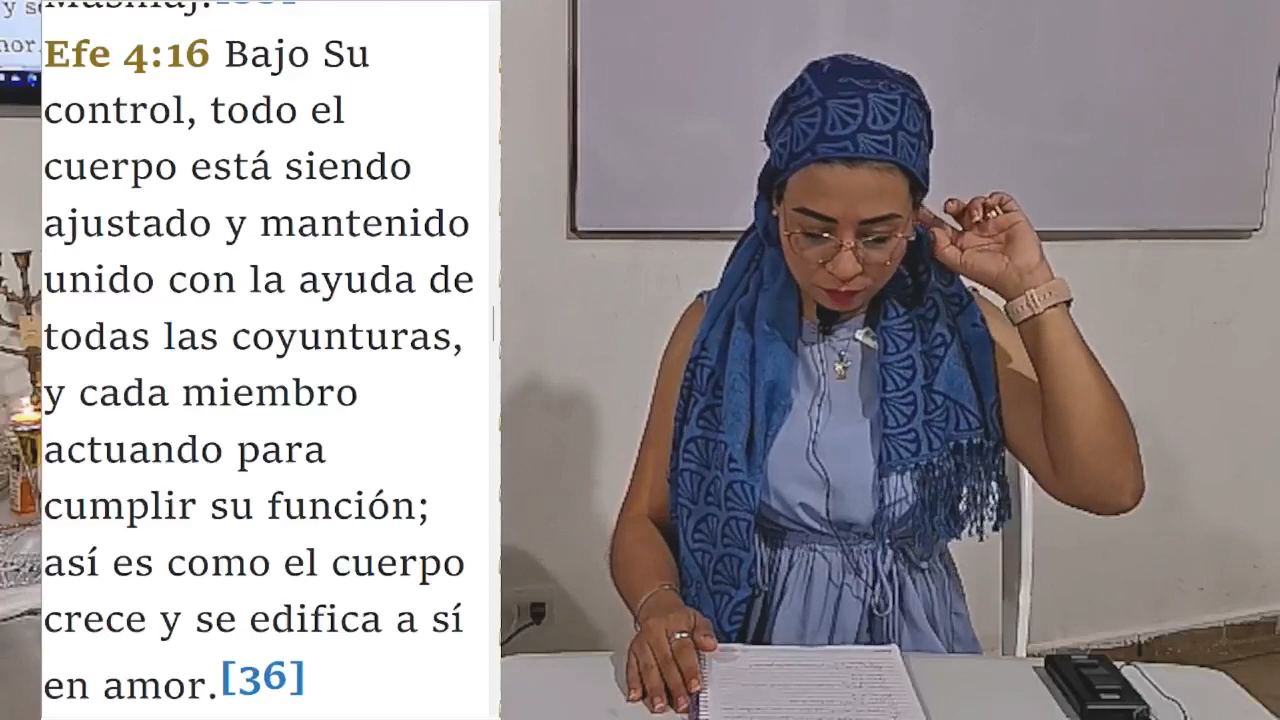 y se
mor.
Efe 4:16 Bajo Su
control, todo el
cuerpo está siendo
ajustado y mantenido
unido con la ayuda de
todas las coyunturas,
y cada miembro
actuando para
cumplir su función;
así es como el cuerpo
crece y se edifica a sí
en amor.[36]